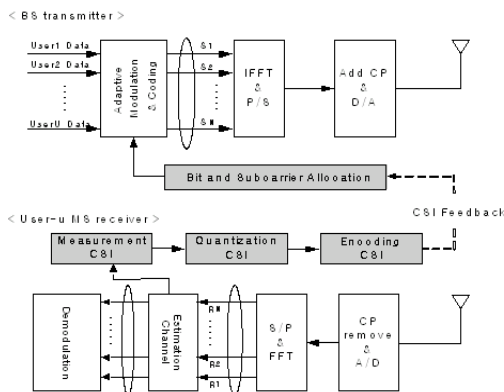 < BS transmitter >
User1 Data
User2 Data
UserU Data
Adaptive
Modulation
& Coding
S1
S2
SN
IFFT
&
P/S
Add CP
&
D/A
Bit and Suboarrier Allocation
CSI Feedback
< User-u MS receiver >
Measurement
CSI
Quantization
CSI
Encoding
CSI
Demodulation
Estimation
Channel
RN
R2
R1
S/P
&
FFT
CP
remove
&
A/D